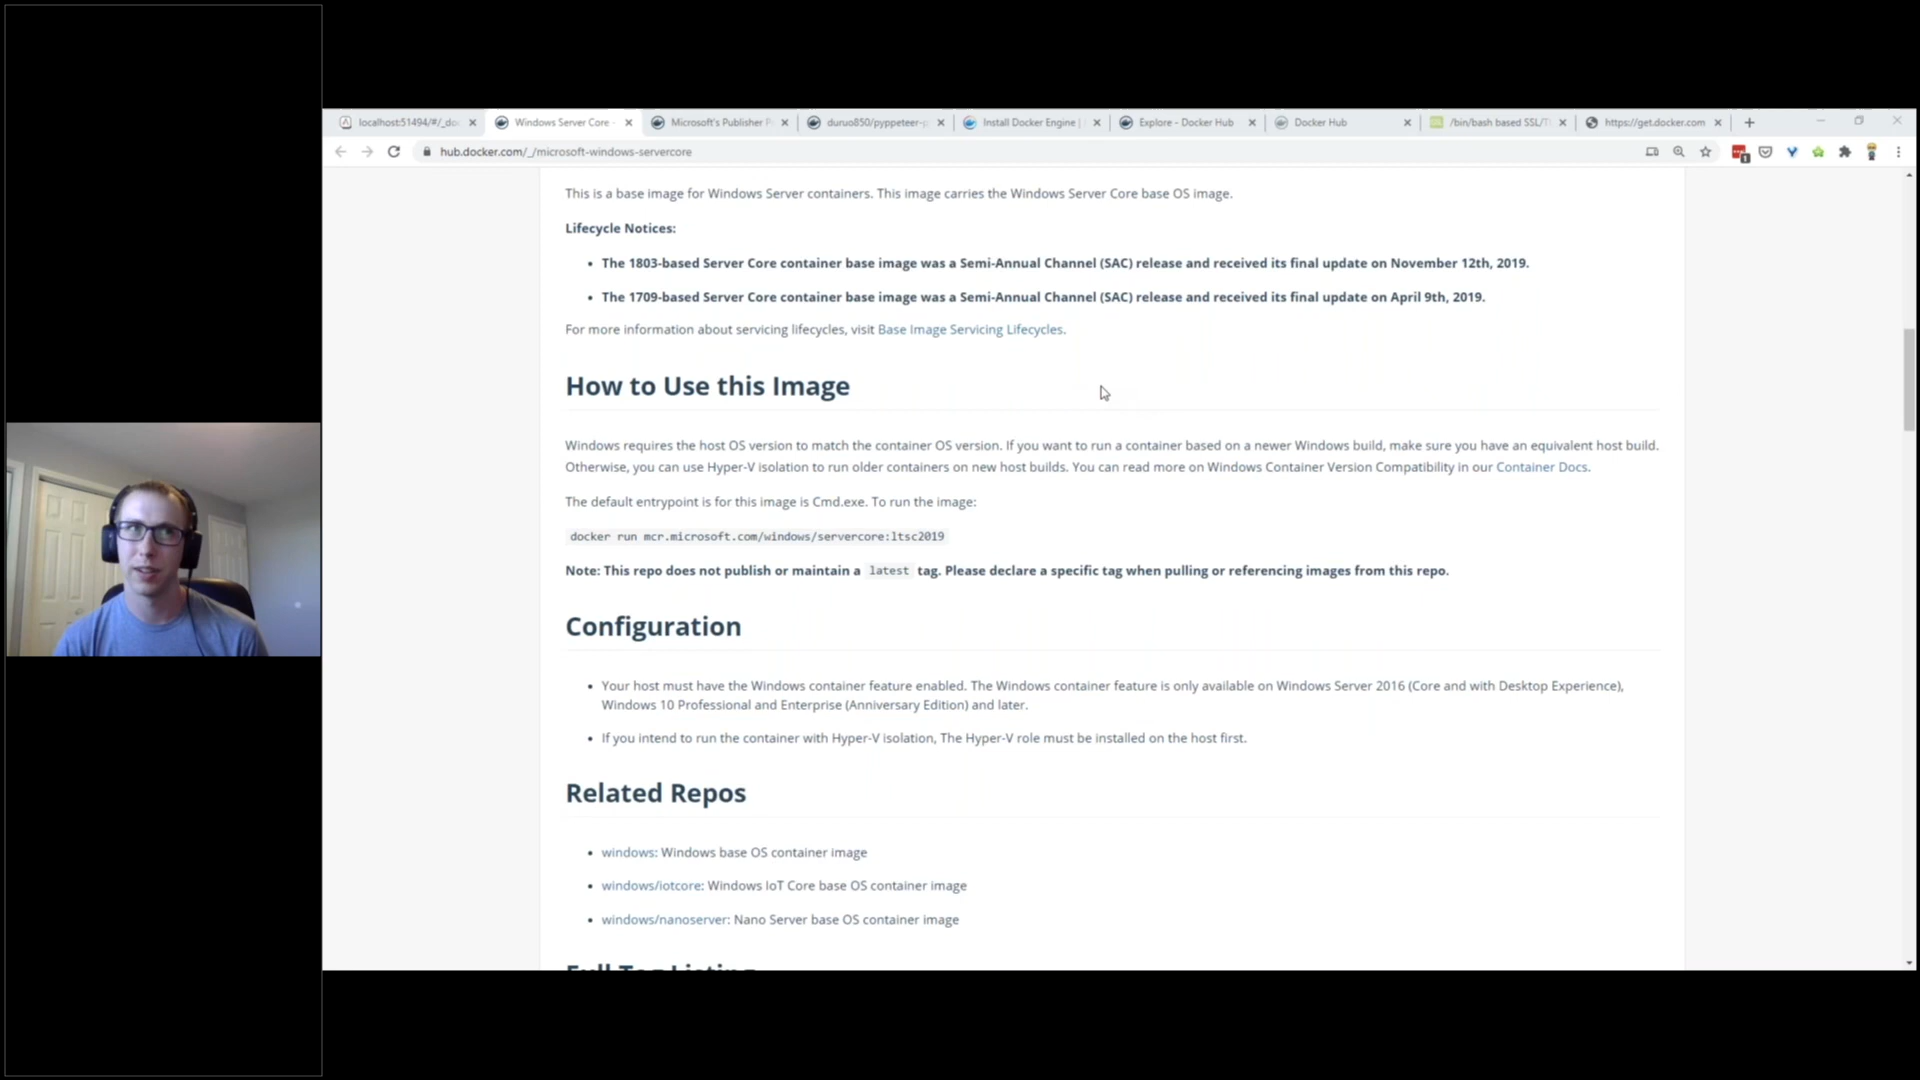 localhost:51494/#/_do
Windows Server Core
Microsoft's Publisher P
duruo850/pyppeteer-
Install Docker Engine |
Explore - Docker Hub
Docker Hub
/bin/bash based SSL/T
https://get.docker.com
hub.docker.com/_/microsoft-windows-servercore
This is a base image for Windows Server containers. This image carries the Windows Server Core base OS image.
Lifecycle Notices:
• The 1803-based Server Core container base image was a Semi-Annual Channel (SAC) release and received its final update on November 12th, 2019.
• The 1709-based Server Core container base image was a Semi-Annual Channel (SAC) release and received its final update on April 9th, 2019.
For more information about servicing lifecycles, visit Base Image Servicing Lifecycles.
How to Use this Image
Windows requires the host OS version to match the container OS version. If you want to run a container based on a newer Windows build, make sure you have an equivalent host build.
Otherwise, you can use Hyper-V isolation to run older containers on new host builds. You can read more on Windows Container Version Compatibility in our Container Docs.
The default entrypoint is for this image is Cmd.exe. To run the image:
docker run mcr.microsoft.com/windows/servercore:ltsc2019
Note: This repo does not publish or maintain a latest tag. Please declare a specific tag when pulling or referencing images from this repo.
Configuration
• Your host must have the Windows container feature enabled. The Windows container feature is only available on Windows Server 2016 (Core and with Desktop Experience),
Windows 10 Professional and Enterprise (Anniversary Edition) and later.
• If you intend to run the container with Hyper-V isolation, The Hyper-V role must be installed on the host first.
Related Repos
• windows: Windows base OS container image
• windows/iotcore: Windows IoT Core base OS container image
• windows/nanoserver: Nano Server base OS container image
Full Tag Listing